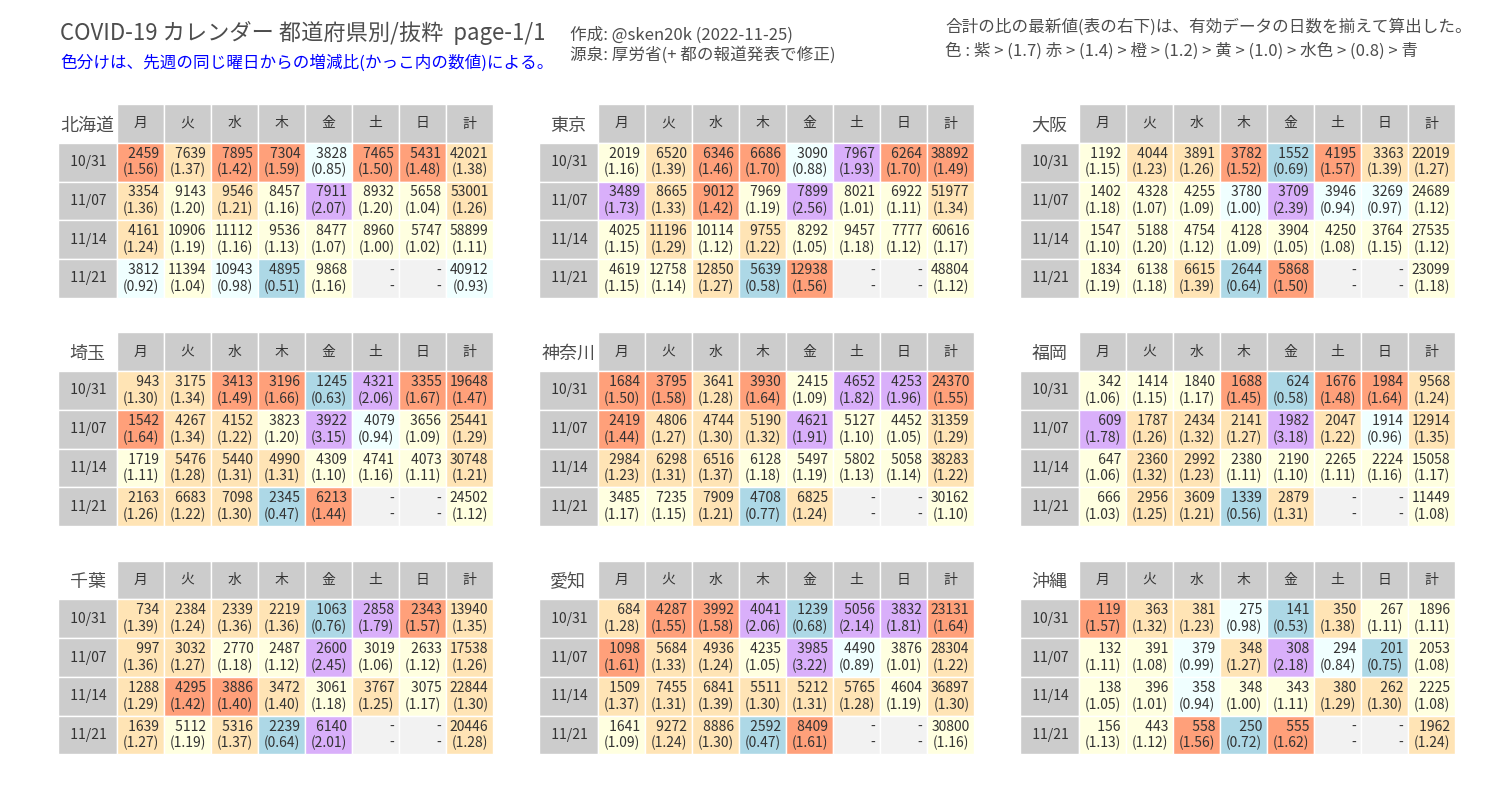 COVID-19 カレンダー 都道府県別/抜粋 page-1/1
色分けは、先週の同じ曜日からの増減比(かっこ内の数値)による。
作成: @sken20k (2022-11-25)
源泉: 厚労省(+ 都の報道発表で修正)
合計の比の最新値(表の右下)は、有効データの日数を揃えて算出した。
色 : 紫 > (1.7) 赤 > (1.4) > 橙 > (1.2) > 黄 > (1.0) > 水色 > (0.8) > 青
北海道 月 火 水 木 金 土 日 計
10/31 2459 7639 7895 7304 3828 7465 5431 42021
(1.56) (1.37) (1.42) (1.59) (0.85) (1.50) (1.48) (1.38)
11/07 3354 9143 9546 8457 7911 8932 5658 53001
(1.36) (1.20) (1.21) (1.16) (2.07) (1.20) (1.04) (1.26)
11/14 4161 10906 11112 9536 8477 8960 5747 58899
(1.24) (1.19) (1.16) (1.13) (1.07) (1.00) (1.02) (1.11)
11/21 3812 11394 10943 4895 9868 - - 40912
(0.92) (1.04) (0.98) (0.51) (1.16) - - (0.93)
東京 月 火 水 木 金 土 日 計
10/31 2019 6520 6346 6686 3090 7967 6264 38892
(1.16) (1.39) (1.46) (1.70) (0.88) (1.93) (1.70) (1.49)
11/07 3489 8665 9012 7969 7899 8021 6922 51977
(1.73) (1.33) (1.42) (1.19) (2.56) (1.01) (1.11) (1.34)
11/14 4025 11196 10114 9755 8292 9457 7777 60616
(1.15) (1.29) (1.12) (1.22) (1.05) (1.18) (1.12) (1.17)
11/21 4619 12758 12850 5639 12938 - - 48804
(1.15) (1.14) (1.27) (0.58) (1.56) - - (1.12)
大阪 月 火 水 木 金 土 日 計
10/31 1192 4044 3891 3782 1552 4195 3363 22019
(1.15) (1.23) (1.26) (1.52) (0.69) (1.57) (1.39) (1.27)
11/07 1402 4328 4255 3780 3709 3946 3269 24689
(1.18) (1.07) (1.09) (1.00) (2.39) (0.94) (0.97) (1.12)
11/14 1547 5188 4754 4128 3904 4250 3764 27535
(1.10) (1.20) (1.12) (1.09) (1.05) (1.08) (1.15) (1.12)
11/21 1834 6138 6615 2644 5868 - - 23099
(1.19) (1.18) (1.39) (0.64) (1.50) - - (1.18)
埼玉 月 火 水 木 金 土 日 計
10/31 943 3175 3413 3196 1245 4321 3355 19648
(1.30) (1.34) (1.49) (1.66) (0.63) (2.06) (1.67) (1.47)
11/07 1542 4267 4152 3823 3922 4079 3656 25441
(1.64) (1.34) (1.22) (1.20) (3.15) (0.94) (1.09) (1.29)
11/14 1719 5476 5440 4990 4309 4741 4073 30748
(1.11) (1.28) (1.31) (1.31) (1.10) (1.16) (1.11) (1.21)
11/21 2163 6683 7098 2345 6213 - - 24502
(1.26) (1.22) (1.30) (0.47) (1.44) - - (1.12)
神奈川 月 火 水 木 金 土 日 計
10/31 1684 3795 3641 3930 2415 4652 4253 24370
(1.50) (1.58) (1.28) (1.64) (1.09) (1.82) (1.96) (1.55)
11/07 2419 4806 4744 5190 4621 5127 4452 31359
(1.44) (1.27) (1.30) (1.32) (1.91) (1.10) (1.05) (1.29)
11/14 2984 6298 6516 6128 5497 5802 5058 38283
(1.23) (1.31) (1.37) (1.18) (1.19) (1.13) (1.14) (1.22)
11/21 3485 7235 7909 4708 6825 - - 30162
(1.17) (1.15) (1.21) (0.77) (1.24) - - (1.10)
福岡 月 火 水 木 金 土 日 計
10/31 342 1414 1840 1688 624 1676 1984 9568
(1.06) (1.15) (1.17) (1.45) (0.58) (1.48) (1.64) (1.24)
11/07 609 1787 2434 2141 1982 2047 1914 12914
(1.78) (1.26) (1.32) (1.27) (3.18) (1.22) (0.96) (1.35)
11/14 647 2360 2992 2380 2190 2265 2224 15058
(1.06) (1.32) (1.23) (1.11) (1.10) (1.11) (1.16) (1.17)
11/21 666 2956 3609 1339 2879 - - 11449
(1.03) (1.25) (1.21) (0.56) (1.31) - - (1.08)
千葉 月 火 水 木 金 土 日 計
10/31 734 2384 2339 2219 1063 2858 2343 13940
(1.39) (1.24) (1.36) (1.36) (0.76) (1.79) (1.57) (1.35)
11/07 997 3032 2770 2487 2600 3019 2633 17538
(1.36) (1.27) (1.18) (1.12) (2.45) (1.06) (1.12) (1.26)
11/14 1288 4295 3886 3472 3061 3767 3075 22844
(1.29) (1.42) (1.40) (1.40) (1.18) (1.25) (1.17) (1.30)
11/21 1639 5112 5316 2239 6140 - - 20446
(1.27) (1.19) (1.37) (0.64) (2.01) - - (1.28)
愛知 月 火 水 木 金 土 日 計
10/31 684 4287 3992 4041 1239 5056 3832 23131
(1.28) (1.55) (1.58) (2.06) (0.68) (2.14) (1.81) (1.64)
11/07 1098 5684 4936 4235 3985 4490 3876 28304
(1.61) (1.33) (1.24) (1.05) (3.22) (0.89) (1.01) (1.22)
11/14 1509 7455 6841 5511 5212 5765 4604 36897
(1.37) (1.31) (1.39) (1.30) (1.31) (1.28) (1.19) (1.30)
11/21 1641 9272 8886 2592 8409 - - 30800
(1.09) (1.24) (1.30) (0.47) (1.61) - - (1.16)
沖縄 月 火 水 木 金 土 日 計
10/31 119 363 381 275 141 350 267 1896
(1.57) (1.32) (1.23) (0.98) (0.53) (1.38) (1.11) (1.11)
11/07 132 391 379 348 308 294 201 2053
(1.11) (1.08) (0.99) (1.27) (2.18) (0.84) (0.75) (1.08)
11/14 138 396 358 348 343 380 262 2225
(1.05) (1.01) (0.94) (1.00) (1.11) (1.29) (1.30) (1.08)
11/21 156 443 558 250 555 - - 1962
(1.13) (1.12) (1.56) (0.72) (1.62) - - (1.24)